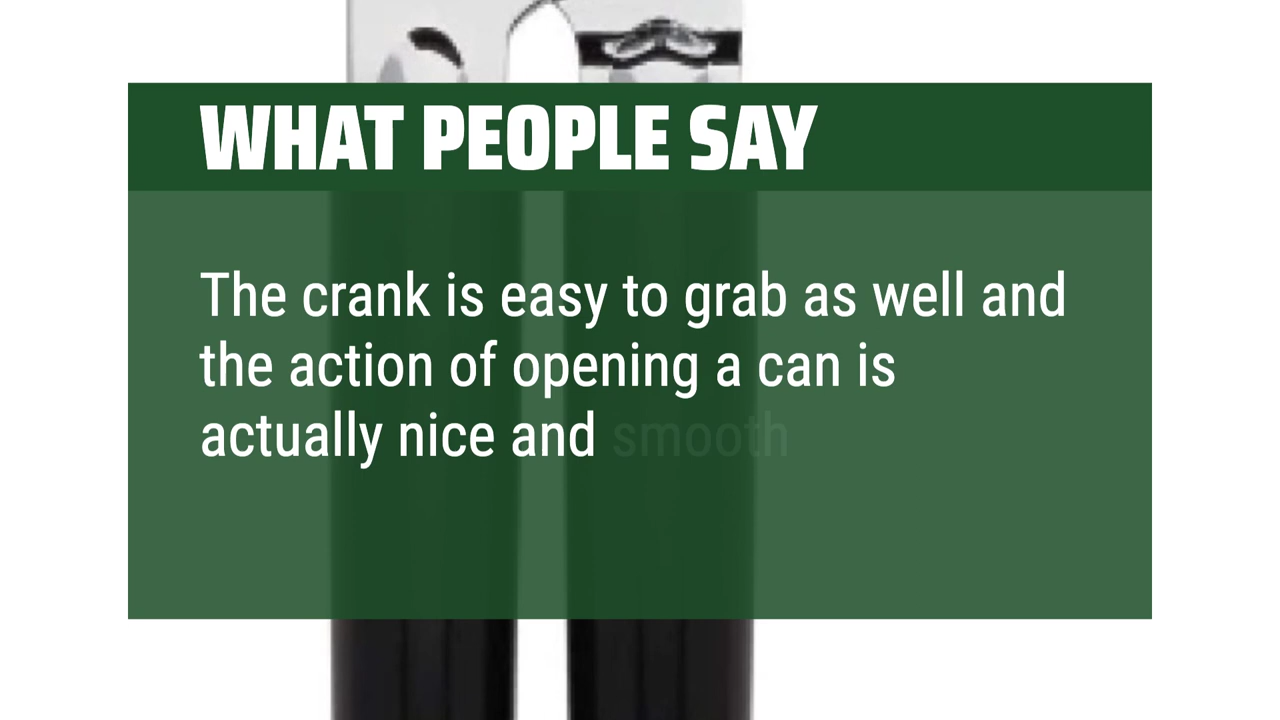 WHAT PEOPLE SAY
The crank is easy to grab as well and
the action of opening a can is
actually nice and smooth